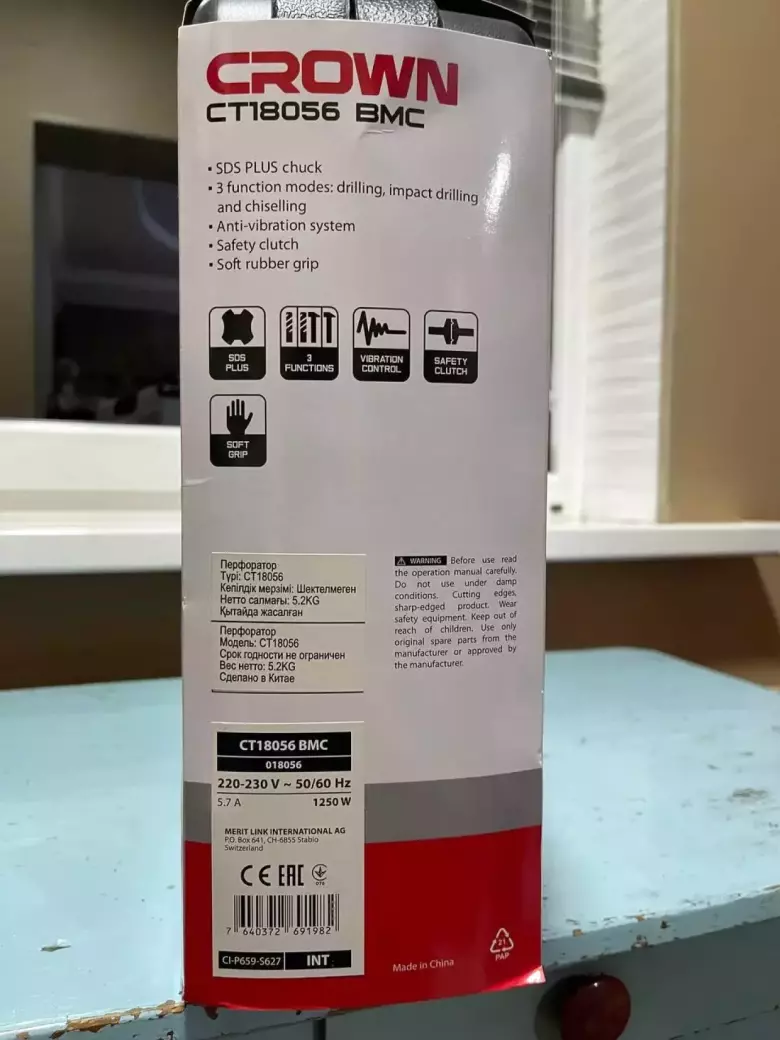 CROWN
CT18056 BMC
▪ SDS PLUS chuck
▪ 3 function modes: drilling, impact drilling
and chiselling
▪ Anti-vibration system
▪ Safety clutch
▪ Soft rubber grip
SDS
PLUS
3
FUNCTIONS
VIBRATION
CONTROL
SAFETY
CLUTCH
SOFT
GRIP
Перфоратор
Түрі: CT18056
Кепілдік мерзімі: Шектелмеген
Нетто салмағы: 5.2KG
Қытайда жасалған
Перфоратор
Модель: CT18056
Срок годности не ограничен
Вес нетто: 5.2KG
Сделано в Китае
WARNING Before use read
the operation manual carefully.
Do not use under damp
conditions. Cutting edges,
sharp-edged product. Wear
safety equipment. Keep out of
reach of children. Use only
original spare parts from the
manufacturer or approved by
the manufacturer.
CT18056 BMC
018056
220-230 V ~ 50/60 Hz
5.7 A 1250 W
MERIT LINK INTERNATIONAL AG
P.O. Box 641, CH-6855 Stabio
Switzerland
CE EAC
7 640372 691982
CI-P659-S627 INT
Made in China
21
PAP